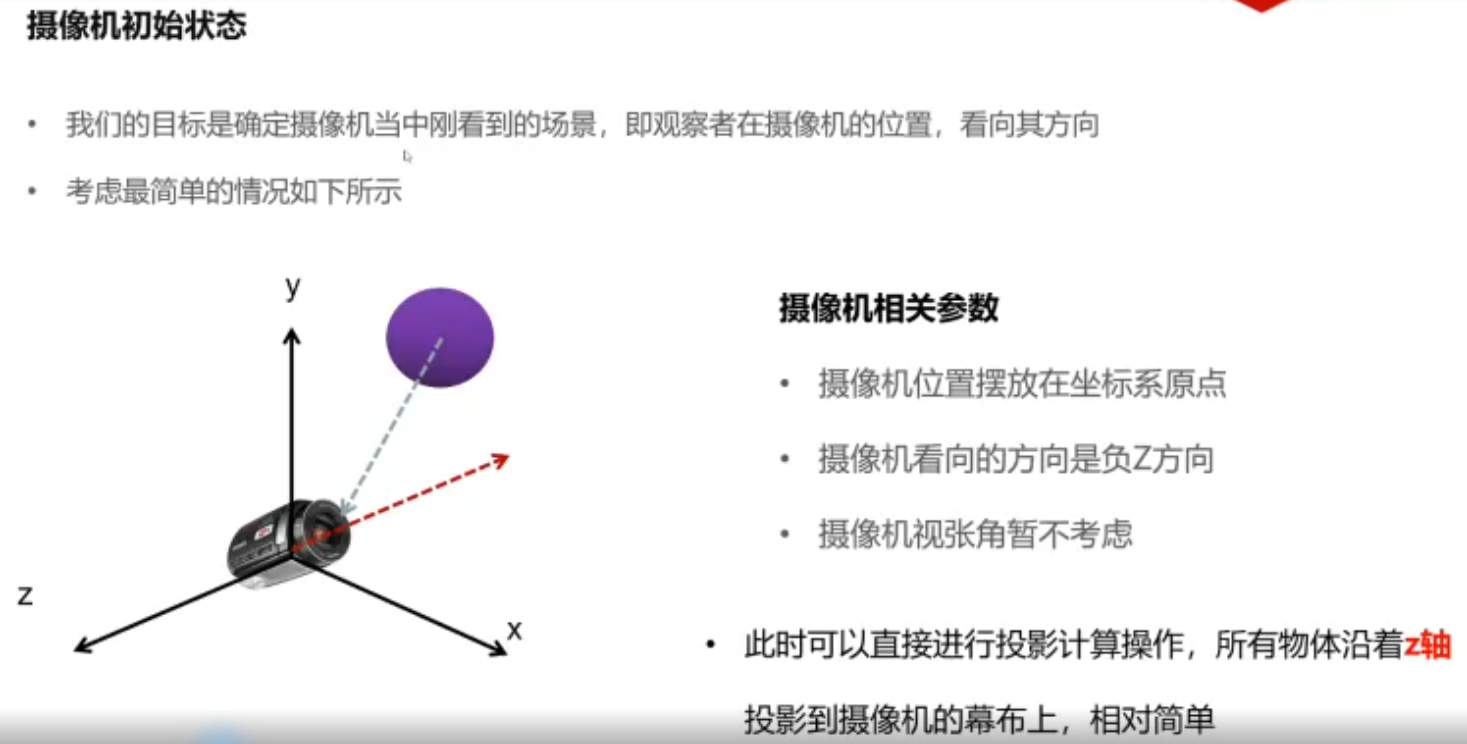 摄像机初始状态
• 我们的目标是确定摄像机当中刚看到的场景，即观察者在摄像机的位置，看向其方向
• 考虑最简单的情况如下所示
y
z
x
摄像机相关参数
• 摄像机位置摆放在坐标系原点
• 摄像机看向的方向是负Z方向
• 摄像机视张角暂不考虑
• 此时可以直接进行投影计算操作，所有物体沿着z轴
投影到摄像机的幕布上，相对简单